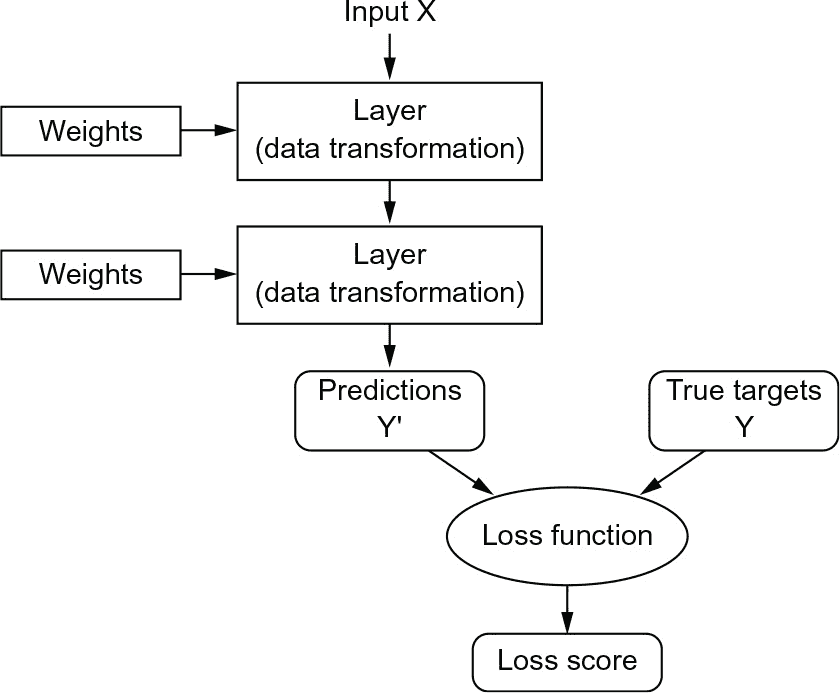 Input X
Layer
(data transformation)
Weights
Layer
(data transformation)
Weights
Predictions
Y'
True targets
Y
Loss function
Loss score